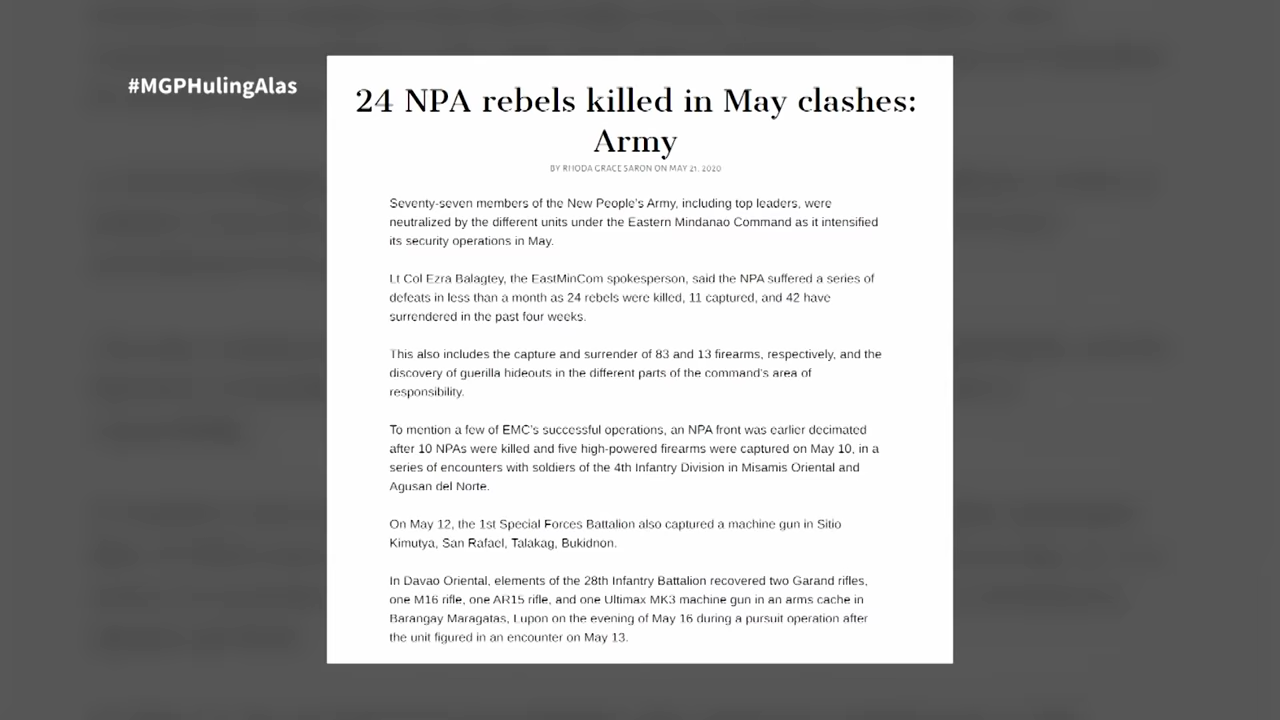 #MGPHulingAlas
24 NPA rebels killed in May clashes:
Army
BY RHODA GRACE SARON ON MAY 21, 2020
Seventy-seven members of the New People's Army, including top leaders, were
neutralized by the different units under the Eastern Mindanao Command as it intensified
its security operations in May.
Lt Col Ezra Balagtey, the EastMinCom spokesperson, said the NPA suffered a series of
defeats in less than a month as 24 rebels were killed, 11 captured, and 42 have
surrendered in the past four weeks.
This also includes the capture and surrender of 83 and 13 firearms, respectively, and the
discovery of guerilla hideouts in the different parts of the command's area of
responsibility.
To mention a few of EMC's successful operations, an NPA front was earlier decimated
after 10 NPAs were killed and five high-powered firearms were captured on May 10, in a
series of encounters with soldiers of the 4th Infantry Division in Misamis Oriental and
Agusan del Norte.
On May 12, the 1st Special Forces Battalion also captured a machine gun in Sitio
Kimutya, San Rafael, Talakag, Bukidnon.
In Davao Oriental, elements of the 28th Infantry Battalion recovered two Garand rifles,
one M16 rifle, one AR15 rifle, and one Ultimax MK3 machine gun in an arms cache in
Barangay Maragatas, Lupon on the evening of May 16 during a pursuit operation after
the unit figured in an encounter on May 13.